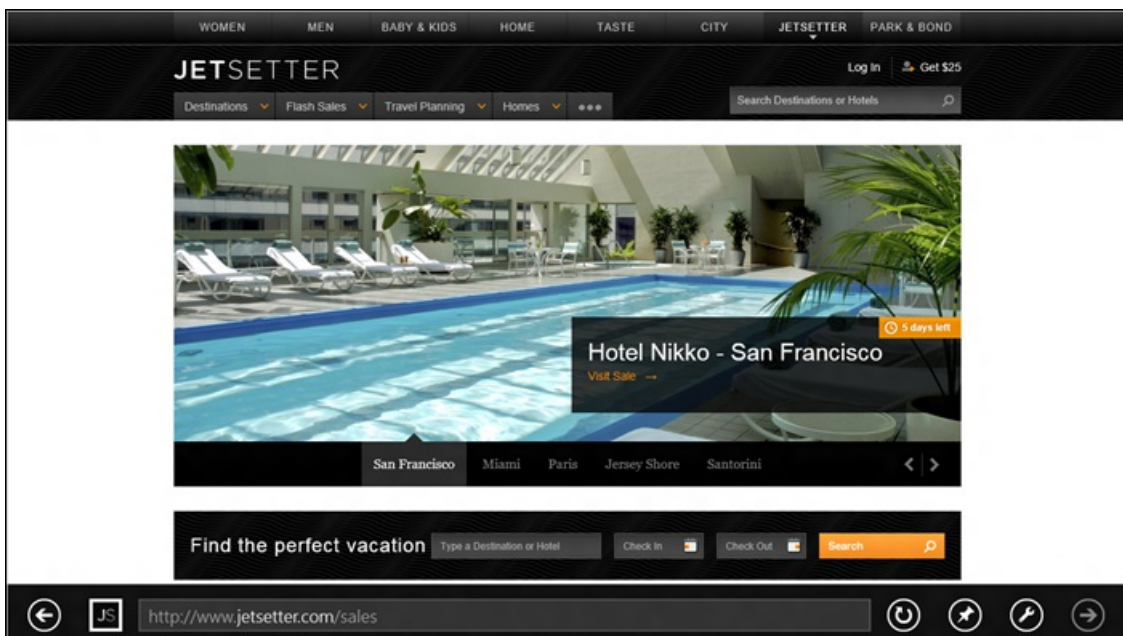 WOMEN MEN BABY & KIDS HOME TASTE CITY JETSETTER PARK & BOND
JETSETTER
Log In Get $25
Destinations Flash Sales Travel Planning Homes
Search Destinations or Hotels
5 days left
Hotel Nikko - San Francisco
Visit Sale →
San Francisco Miami Paris Jersey Shore Santorini
Find the perfect vacation Type a Destination or Hotel Check In Check Out Search
JS http://www.jetsetter.com/sales